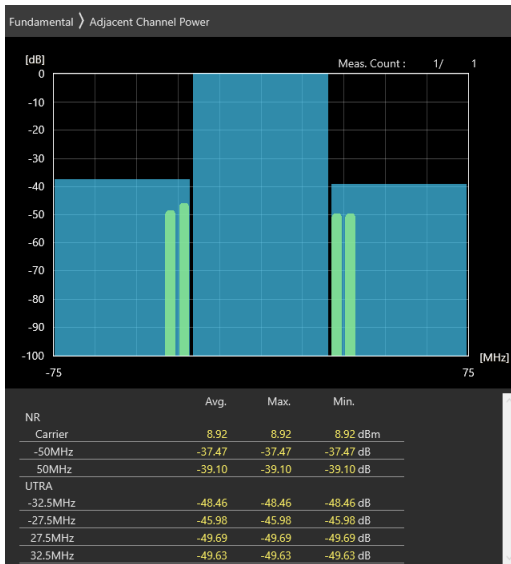 Fundamental 〉 Adjacent Channel Power
[dB] Meas. Count : 1/ 1
0
-10
-20
-30
-40
-50
-60
-70
-80
-90
-100
[MHz]
-75 75
Avg. Max. Min.
NR
Carrier 8.92 8.92 8.92 dBm
-50MHz -37.47 -37.47 -37.47 dB
50MHz -39.10 -39.10 -39.10 dB
UTRA
-32.5MHz -48.46 -48.46 -48.46 dB
-27.5MHz -45.98 -45.98 -45.98 dB
27.5MHz -49.69 -49.69 -49.69 dB
32.5MHz -49.63 -49.63 -49.63 dB